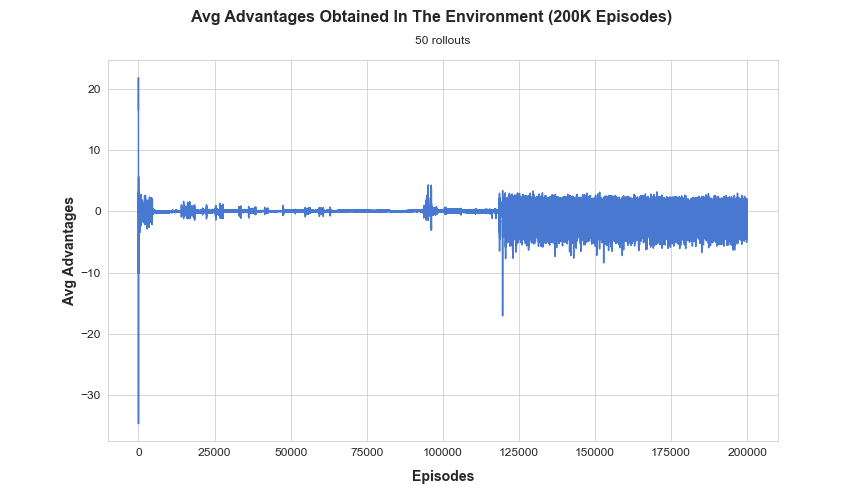 Avg Advantages Obtained In The Environment (200K Episodes)
50 rollouts
Avg Advantages
20
10
0
−10
−20
−30
0 25000 50000 75000 100000 125000 150000 175000 200000
Episodes